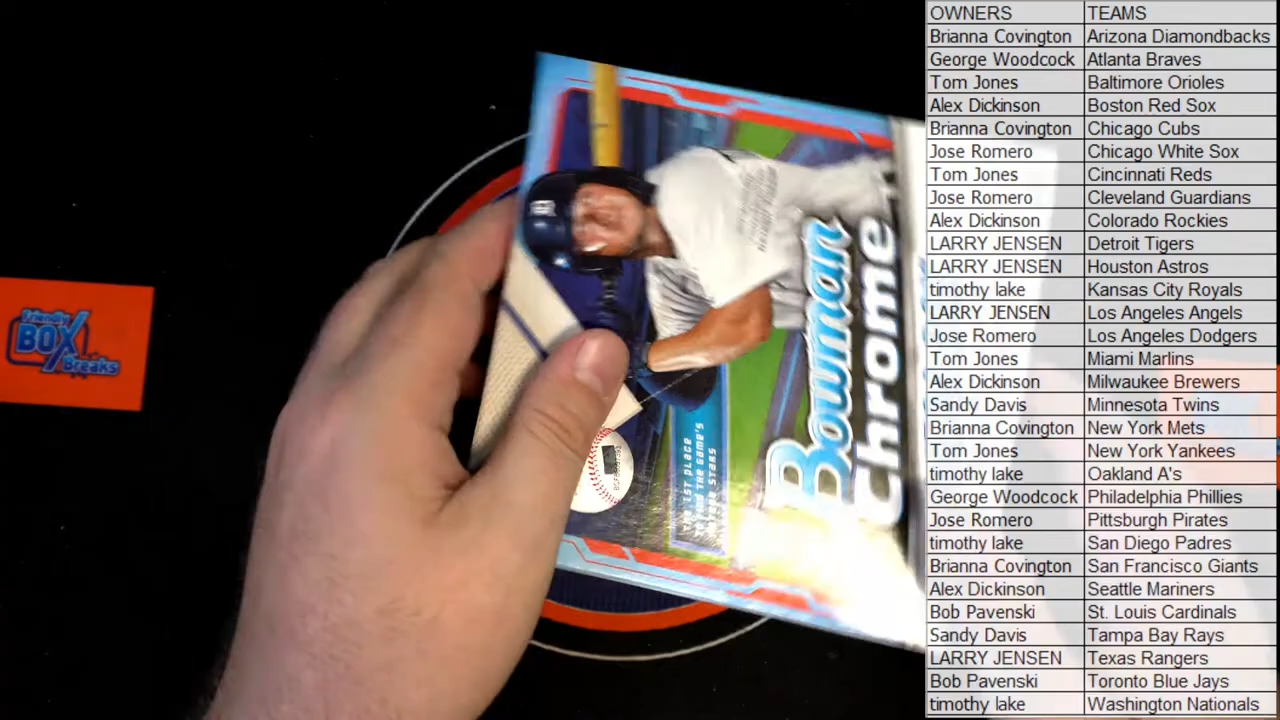 OWNERS TEAMS
Brianna Covington Arizona Diamondbacks
George Woodcock Atlanta Braves
Tom Jones Baltimore Orioles
Alex Dickinson Boston Red Sox
Brianna Covington Chicago Cubs
Jose Romero Chicago White Sox
Tom Jones Cincinnati Reds
Jose Romero Cleveland Guardians
Alex Dickinson Colorado Rockies
LARRY JENSEN Detroit Tigers
LARRY JENSEN Houston Astros
timothy lake Kansas City Royals
LARRY JENSEN Los Angeles Angels
Jose Romero Los Angeles Dodgers
Tom Jones Miami Marlins
Alex Dickinson Milwaukee Brewers
Sandy Davis Minnesota Twins
Brianna Covington New York Mets
Tom Jones New York Yankees
timothy lake Oakland A's
George Woodcock Philadelphia Phillies
Jose Romero Pittsburgh Pirates
timothy lake San Diego Padres
Brianna Covington San Francisco Giants
Alex Dickinson Seattle Mariners
Bob Pavenski St. Louis Cardinals
Sandy Davis Tampa Bay Rays
LARRY JENSEN Texas Rangers
Bob Pavenski Toronto Blue Jays
timothy lake Washington Nationals
Friendly
BOX
Breaks
Bowman
Chrome